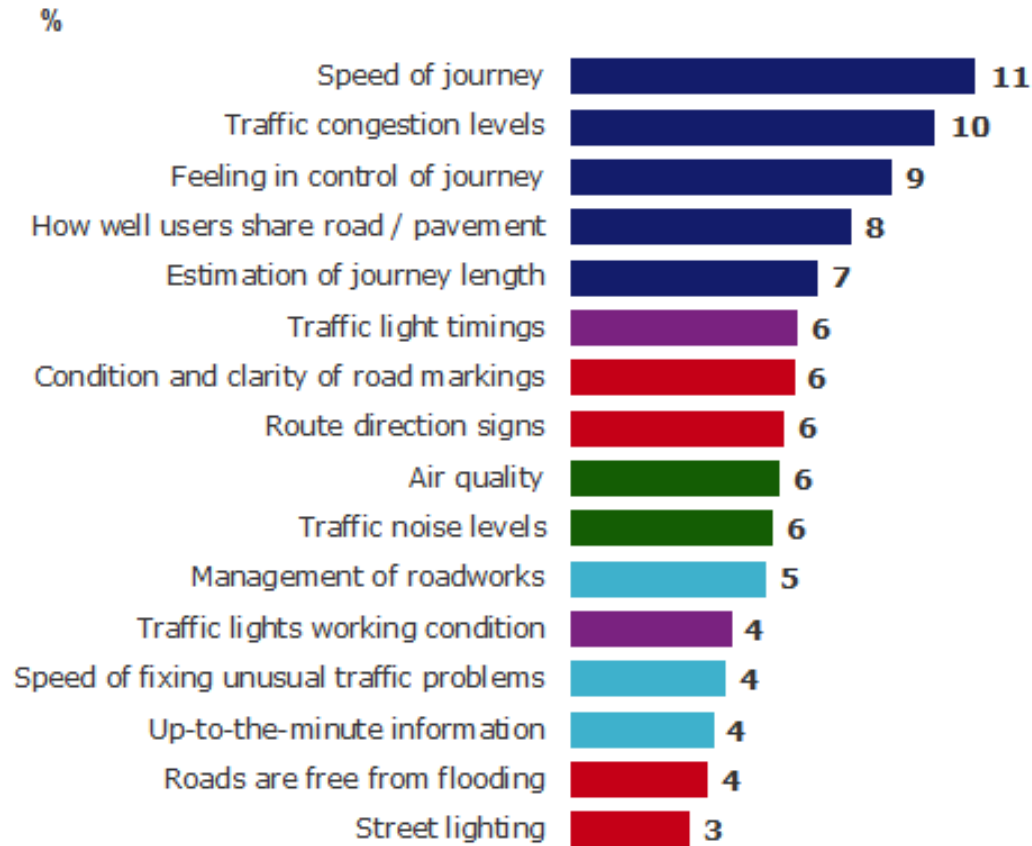 %
Speed of journey 11
Traffic congestion levels 10
Feeling in control of journey 9
How well users share road / pavement 8
Estimation of journey length 7
Traffic light timings 6
Condition and clarity of road markings 6
Route direction signs 6
Air quality 6
Traffic noise levels 6
Management of roadworks 5
Traffic lights working condition 4
Speed of fixing unusual traffic problems 4
Up-to-the-minute information 4
Roads are free from flooding 4
Street lighting 3